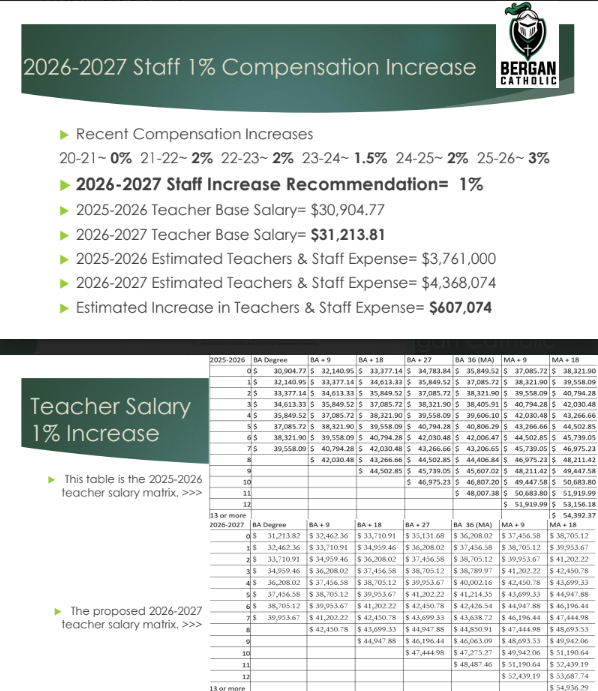 2026-2027 Staff 1% Compensation Increase
BERGAN
CATHOLIC
Recent Compensation Increases
20-21~ 0% 21-22~ 2% 22-23~ 2% 23-24~ 1.5% 24-25~ 2% 25-26~ 3%
2026-2027 Staff Increase Recommendation= 1%
2025-2026 Teacher Base Salary= $30,904.77
2026-2027 Teacher Base Salary= $31,213.81
2025-2026 Estimated Teachers & Staff Expense= $3,761,000
2026-2027 Estimated Teachers & Staff Expense= $4,368,074
Estimated Increase in Teachers & Staff Expense= $607,074
Teacher Salary
1% Increase
This table is the 2025-2026
teacher salary matrix. >>>
The proposed 2026-2027
teacher salary matrix. >>>
2025-2026 BA Degree BA + 9 BA + 18 BA + 27 BA 36 (MA) MA + 9 MA + 18
0 $ 30,904.77 $ 32,140.95 $ 33,377.14 $ 34,783.84 $ 35,849.52 $ 37,085.72 $ 38,321.90
1 $ 32,140.95 $ 33,377.14 $ 34,613.33 $ 35,849.52 $ 37,085.72 $ 38,321.90 $ 39,558.09
2 $ 33,377.14 $ 34,613.33 $ 35,849.52 $ 37,085.72 $ 38,321.90 $ 39,558.09 $ 40,794.28
3 $ 34,613.33 $ 35,849.52 $ 37,085.72 $ 38,321.90 $ 38,405.91 $ 40,794.28 $ 42,030.48
4 $ 35,849.52 $ 37,085.72 $ 38,321.90 $ 39,558.09 $ 39,606.10 $ 42,030.48 $ 43,266.66
5 $ 37,085.72 $ 38,321.90 $ 39,558.09 $ 40,794.28 $ 40,806.29 $ 43,266.66 $ 44,502.85
6 $ 38,321.90 $ 39,558.09 $ 40,794.28 $ 42,030.48 $ 42,006.47 $ 44,502.85 $ 45,739.05
7 $ 39,558.09 $ 40,794.28 $ 42,030.48 $ 43,266.66 $ 43,206.65 $ 45,739.05 $ 46,975.23
8 $ 42,030.48 $ 43,266.66 $ 44,502.85 $ 44,406.84 $ 46,975.23 $ 48,211.42
9 $ 44,502.85 $ 45,739.05 $ 45,607.02 $ 48,211.42 $ 49,447.58
10 $ 46,975.23 $ 46,807.20 $ 49,447.58 $ 50,683.80
11 $ 48,007.38 $ 50,683.80 $ 51,919.99
12 $ 51,919.99 $ 53,156.18
13 or more $ 54,392.37
2026-2027 BA Degree BA + 9 BA + 18 BA + 27 BA 36 (MA) MA + 9 MA + 18
0 $ 31,213.82 $ 32,462.36 $ 33,710.91 $ 35,131.68 $ 36,208.02 $ 37,456.58 $ 38,705.12
1 $ 32,462.36 $ 33,710.91 $ 34,959.46 $ 36,208.02 $ 37,456.58 $ 38,705.12 $ 39,953.67
2 $ 33,710.91 $ 34,959.46 $ 36,208.02 $ 37,456.58 $ 38,705.12 $ 39,953.67 $ 41,202.22
3 $ 34,959.46 $ 36,208.02 $ 37,456.58 $ 38,705.12 $ 38,789.97 $ 41,202.22 $ 42,450.78
4 $ 36,208.02 $ 37,456.58 $ 38,705.12 $ 39,953.67 $ 40,002.16 $ 42,450.78 $ 43,699.33
5 $ 37,456.58 $ 38,705.12 $ 39,953.67 $ 41,202.22 $ 41,214.35 $ 43,699.33 $ 44,947.88
6 $ 38,705.12 $ 39,953.67 $ 41,202.22 $ 42,450.78 $ 42,426.54 $ 44,947.88 $ 46,196.44
7 $ 39,953.67 $ 41,202.22 $ 42,450.78 $ 43,699.33 $ 43,638.72 $ 46,196.44 $ 47,444.98
8 $ 42,450.78 $ 43,699.33 $ 44,947.88 $ 44,850.91 $ 47,444.98 $ 48,693.53
9 $ 44,947.88 $ 46,196.44 $ 46,063.09 $ 48,693.53 $ 49,942.06
10 $ 47,444.98 $ 47,275.27 $ 49,942.06 $ 51,190.64
11 $ 48,487.46 $ 51,190.64 $ 52,439.19
12 $ 52,439.19 $ 53,687.74
13 or more $ 54,936.29